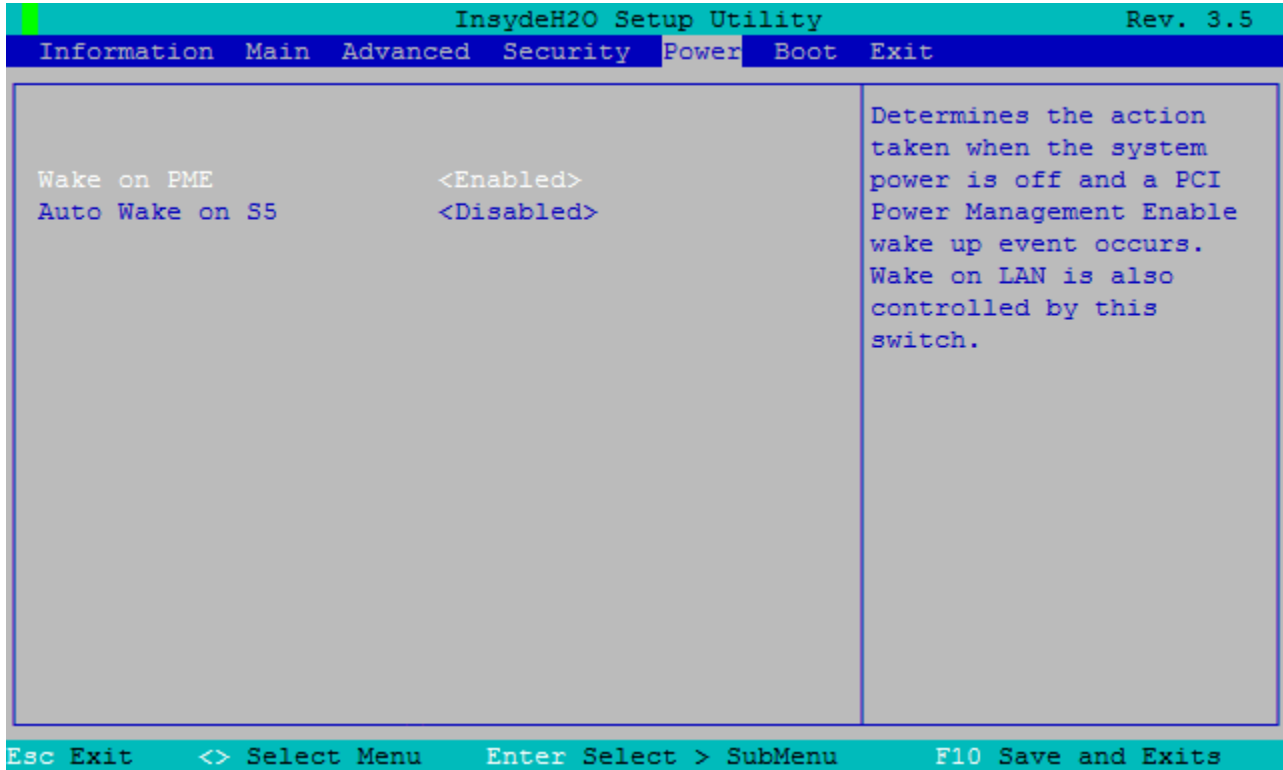 InsydeH2O Setup Utility Rev. 3.5
Information Main Advanced Security Power Boot Exit
Wake on PME <Enabled>
Auto Wake on S5 <Disabled>
Determines the action
taken when the system
power is off and a PCI
Power Management Enable
wake up event occurs.
Wake on LAN is also
controlled by this
switch.
Esc Exit <> Select Menu Enter Select > SubMenu F10 Save and Exits